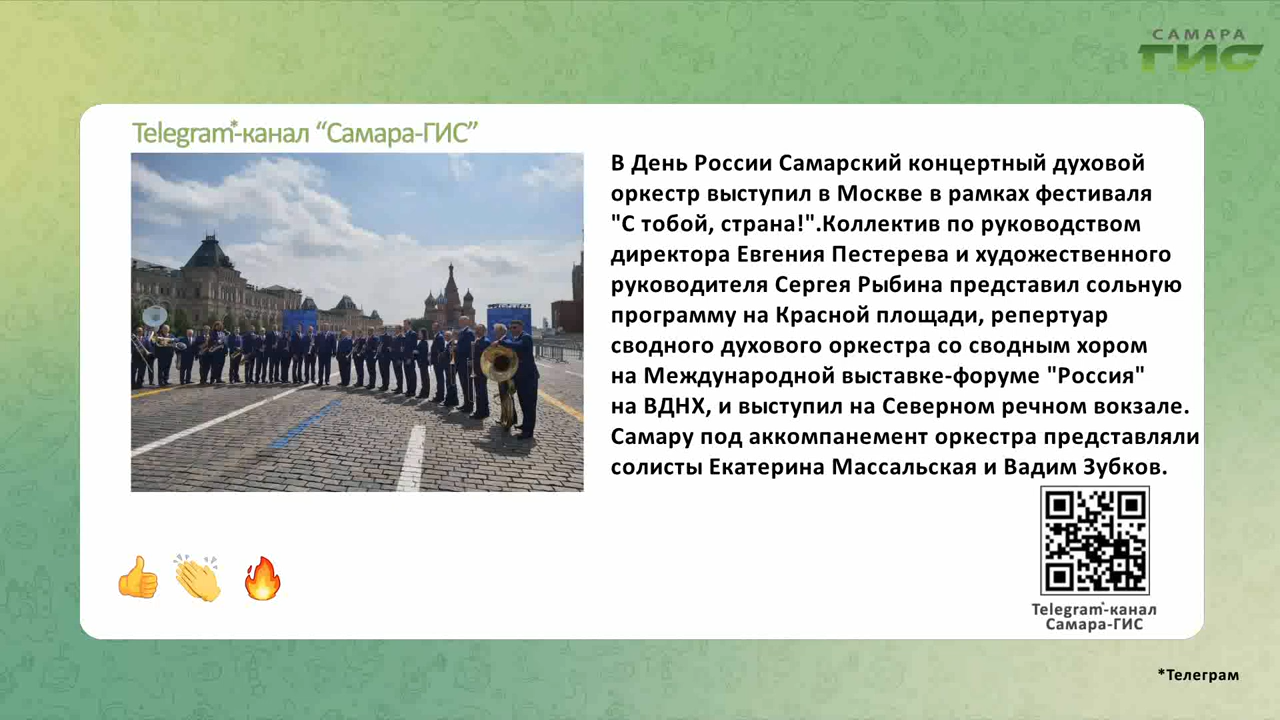 САМАРА
ГИС
Telegram*-канал “Самара-ГИС”
В День России Самарский концертный духовой
оркестр выступил в Москве в рамках фестиваля
"С тобой, страна!".Коллектив по руководством
директора Евгения Пестерева и художественного
руководителя Сергея Рыбина представил сольную
программу на Красной площади, репертуар
сводного духового оркестра со сводным хором
на Международной выставке-форуме "Россия"
на ВДНХ, и выступил на Северном речном вокзале.
Самару под аккомпанемент оркестра представляли
солисты Екатерина Массальская и Вадим Зубков.
Telegram*-канал
Самара-ГИС
*Телеграм